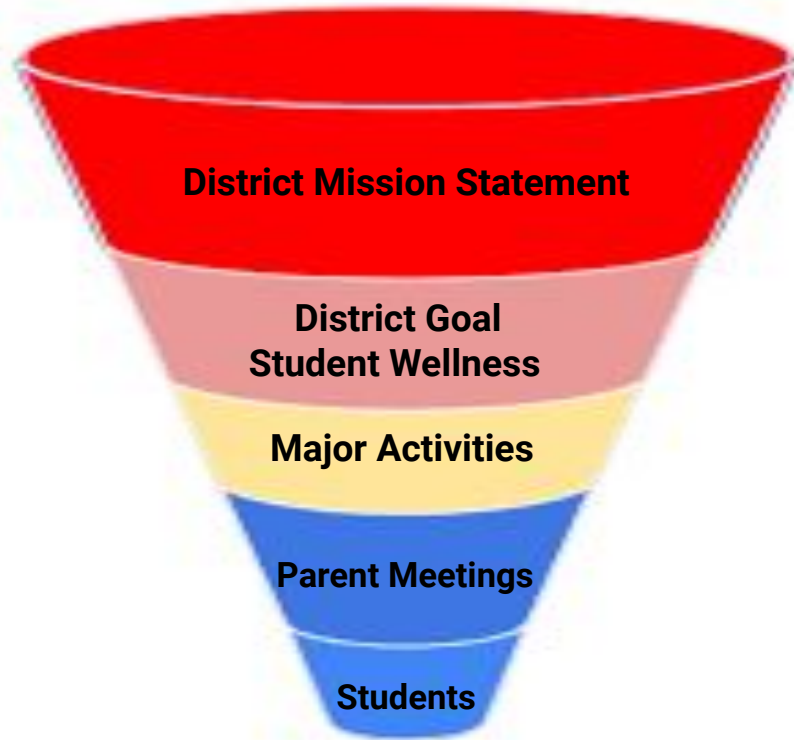 District Mission Statement
District Goal
Student Wellness
Major Activities
Parent Meetings
Students